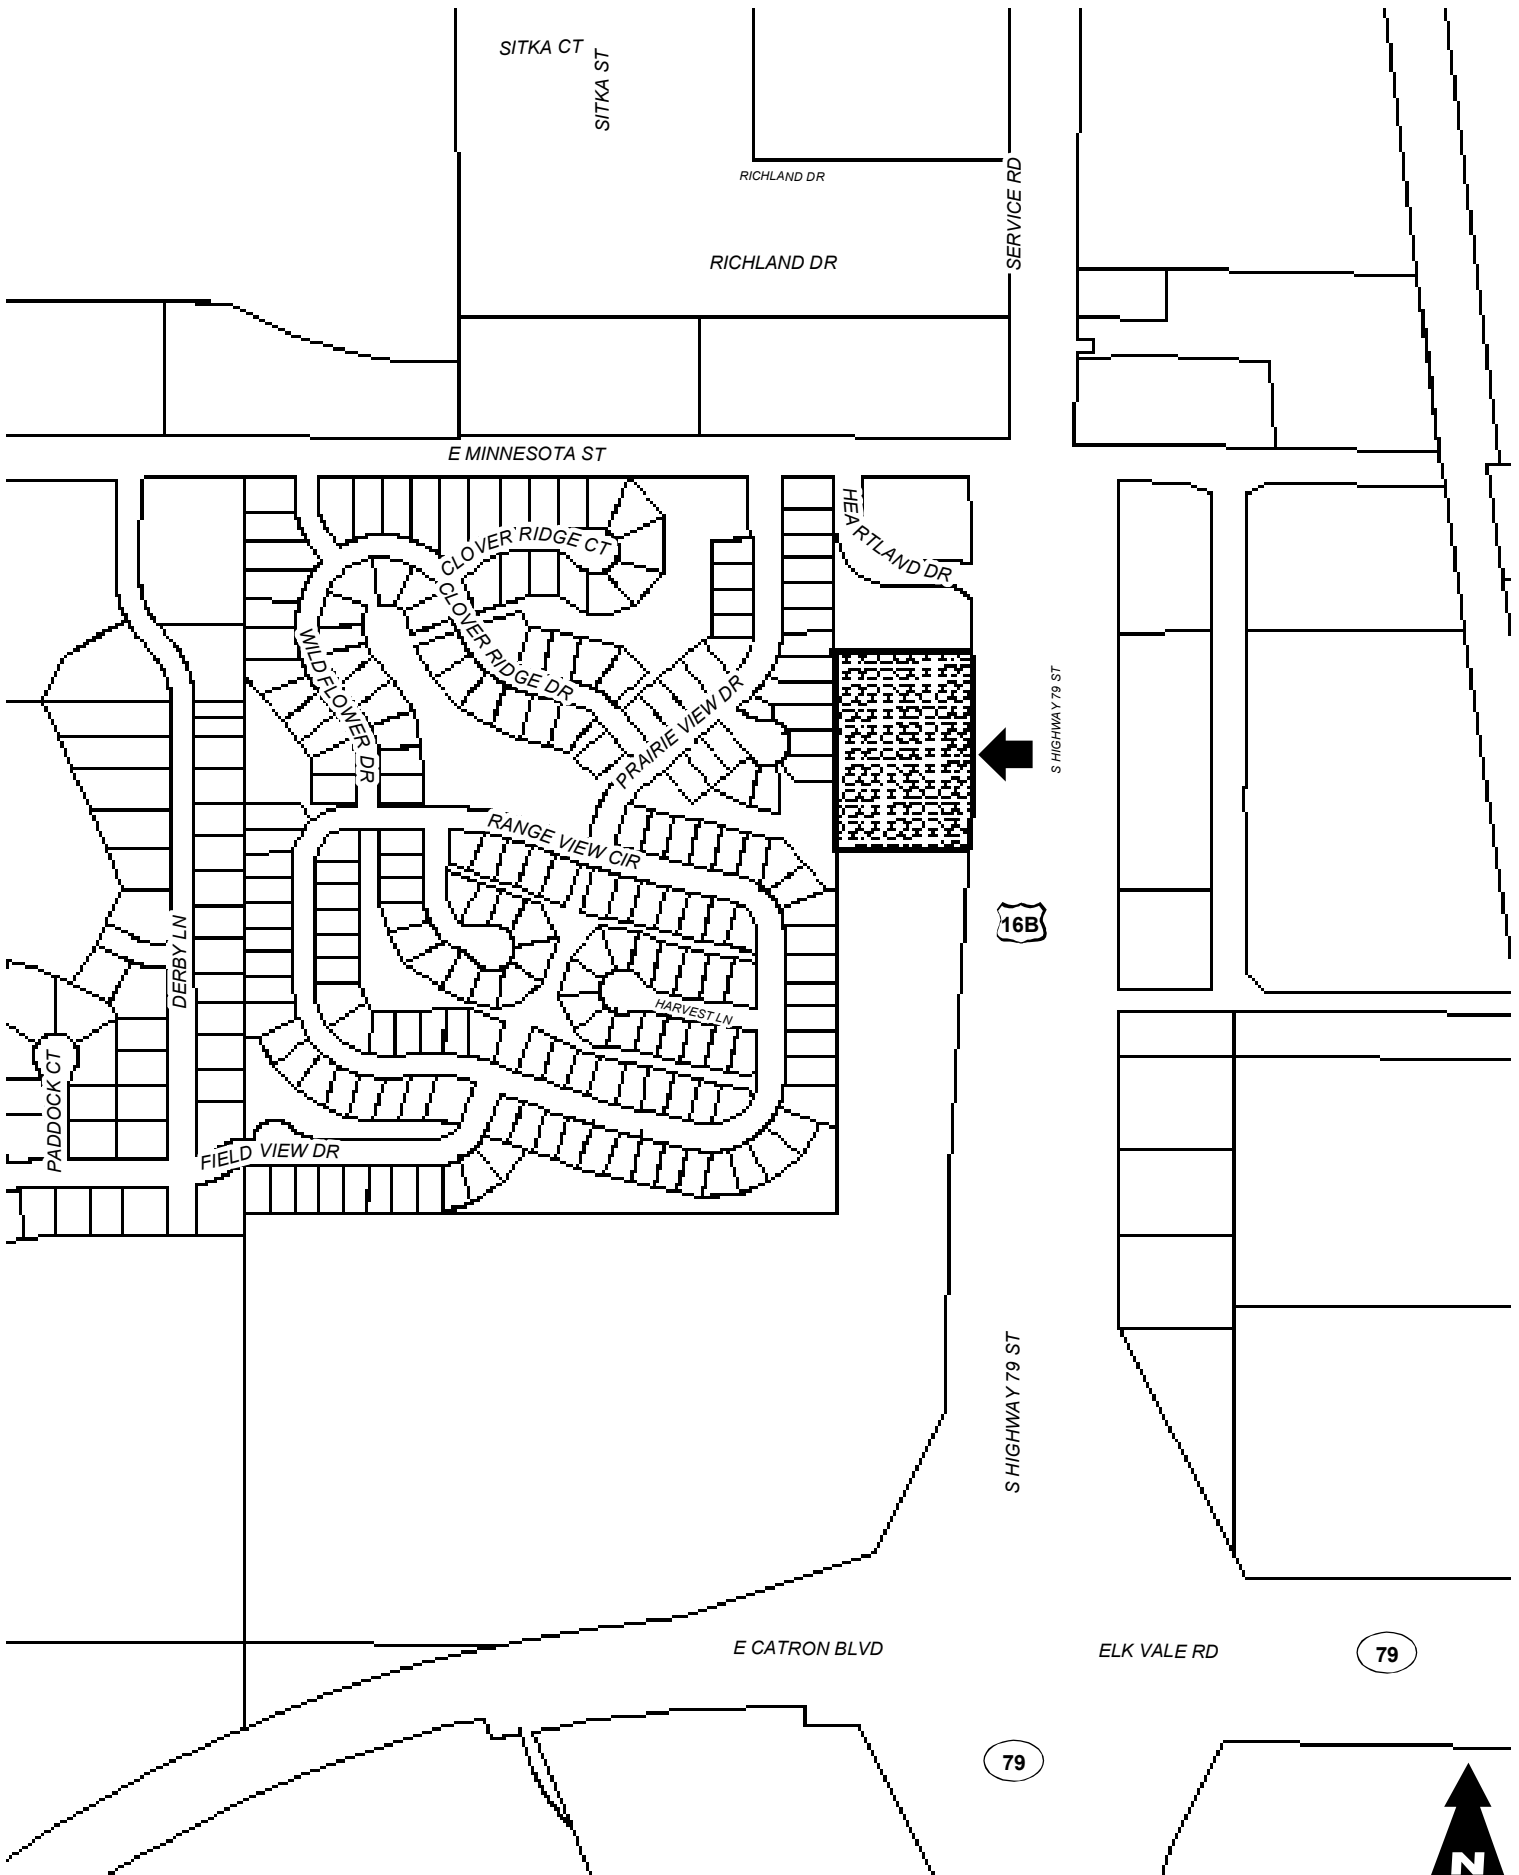 SITKA CT
SITKA ST
RICHLAND DR
SERVICE RD
RICHLAND DR
E MINNESOTA ST
HEARTLAND DR
CLOVER RIDGE CT
CLOVER RIDGE DR
WILDFLOWER DR
PRAIRIE VIEW DR
S HIGHWAY 79 ST
RANGE VIEW CIR
16B
DERBY LN
HARVEST LN
PADDOCK CT
FIELD VIEW DR
S HIGHWAY 79 ST
E CATRON BLVD
ELK VALE RD
79
79
N